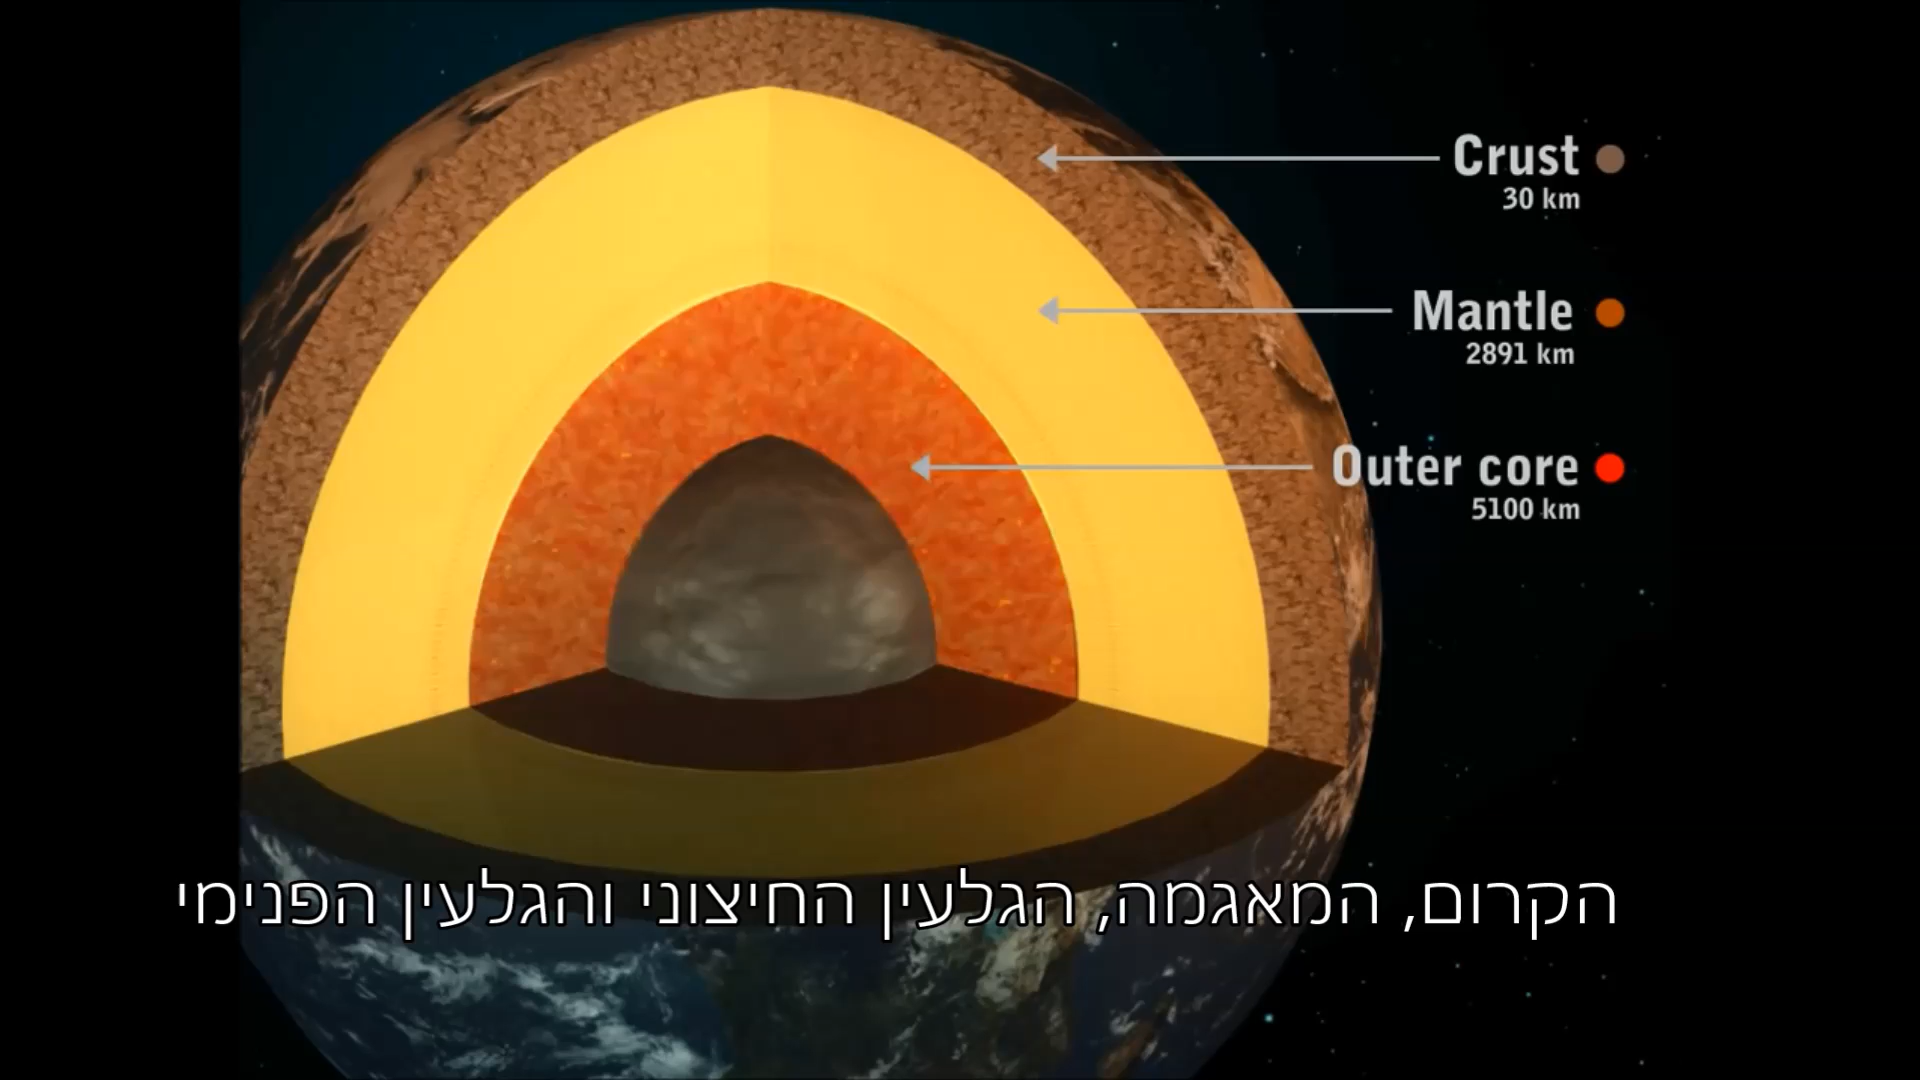 Crust
30 km
Mantle
2891 km
Outer core
5100 km
הקרום, המאגמה, הגלעין החיצוני והגלעין הפנימי